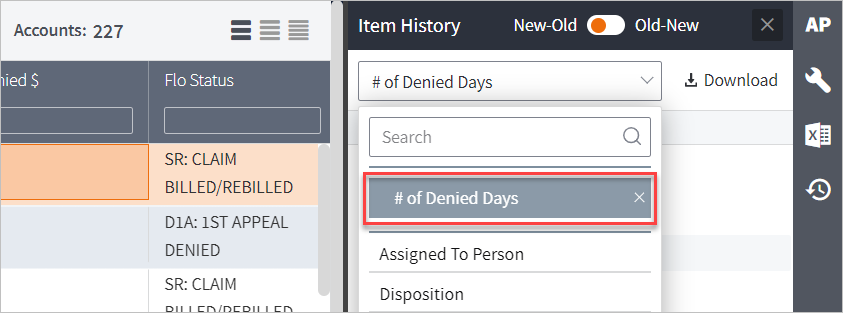 Accounts: 227
nied $
Flo Status
SR: CLAIM
BILLED/REBILLED
D1A: 1ST APPEAL
DENIED
SR: CLAIM
BILLED/REBILLED
Item History
New-Old
Old-New
# of Denied Days
Download
Search
# of Denied Days
Assigned To Person
Disposition
AP